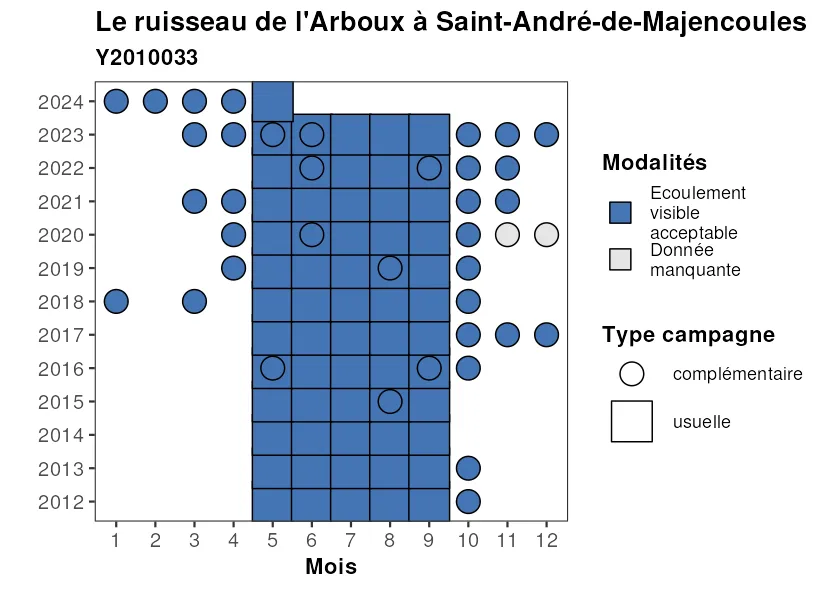 Le ruisseau de l'Arboux à Saint-André-de-Majencoules
Y2010033
2024
2023
2022
2021
2020
2019
2018
2017
2016
2015
2014
2013
2012
1 2 3 4 5 6 7 8 9 10 11 12
Mois
Modalités
Ecoulement
visible
acceptable
Donnée
manquante
Type campagne
complémentaire
usuelle